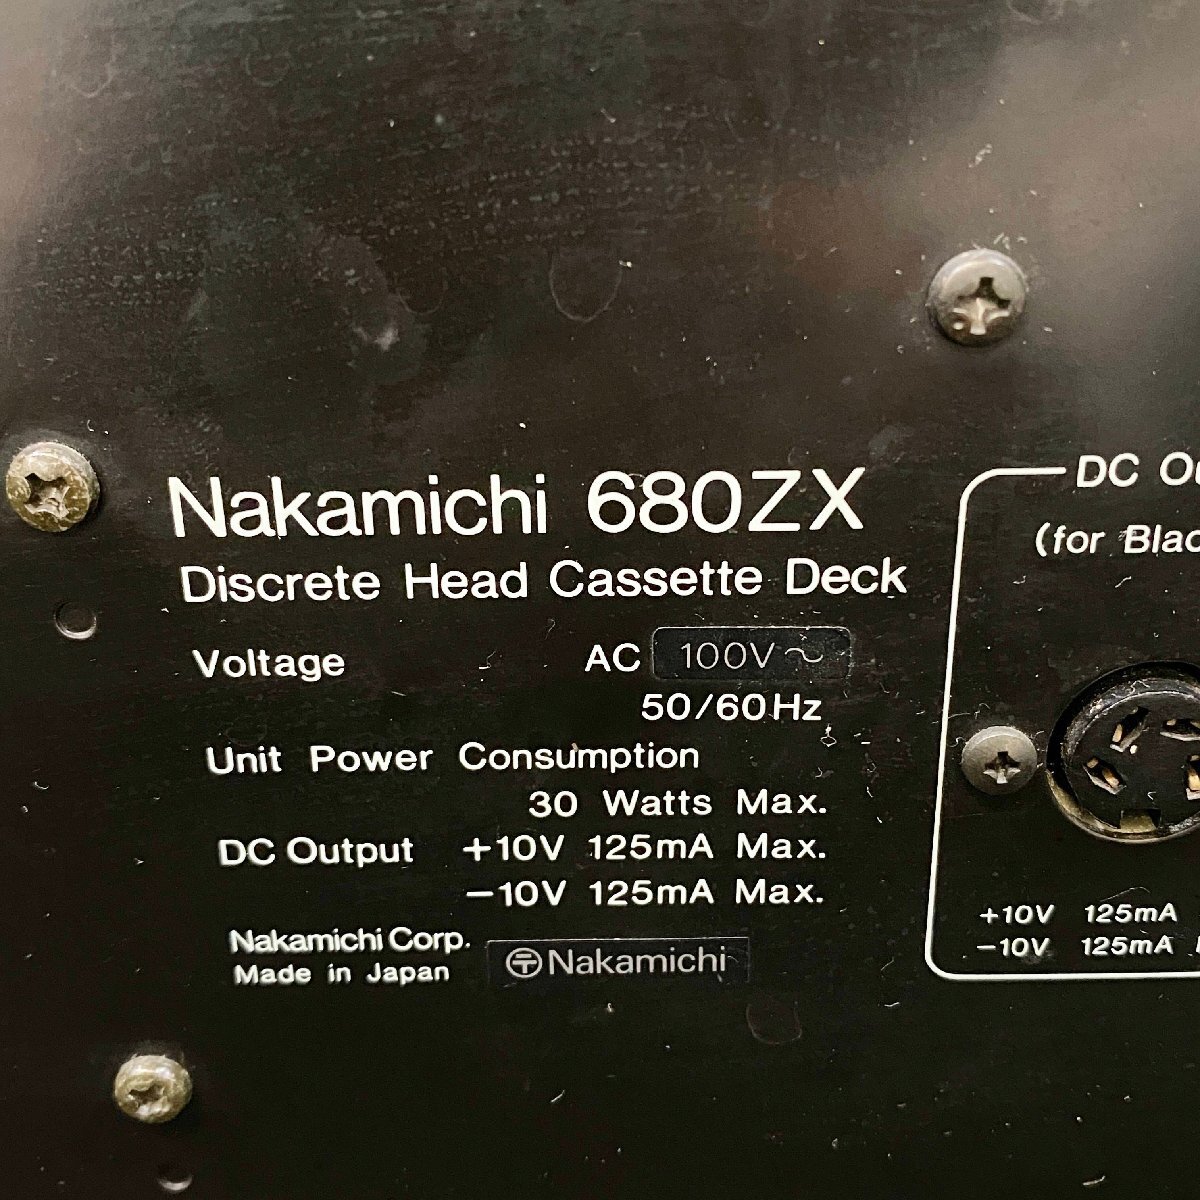 Nakamichi 680ZX
Discrete Head Cassette Deck
Voltage AC 100V~
50/60Hz
Unit Power Consumption
30 Watts Max.
DC Output +10V 125mA Max.
-10V 125mA Max.
Nakamichi Corp.
Made in Japan
Nakamichi
DC
(for
+10V 125mA
-10V 125mA